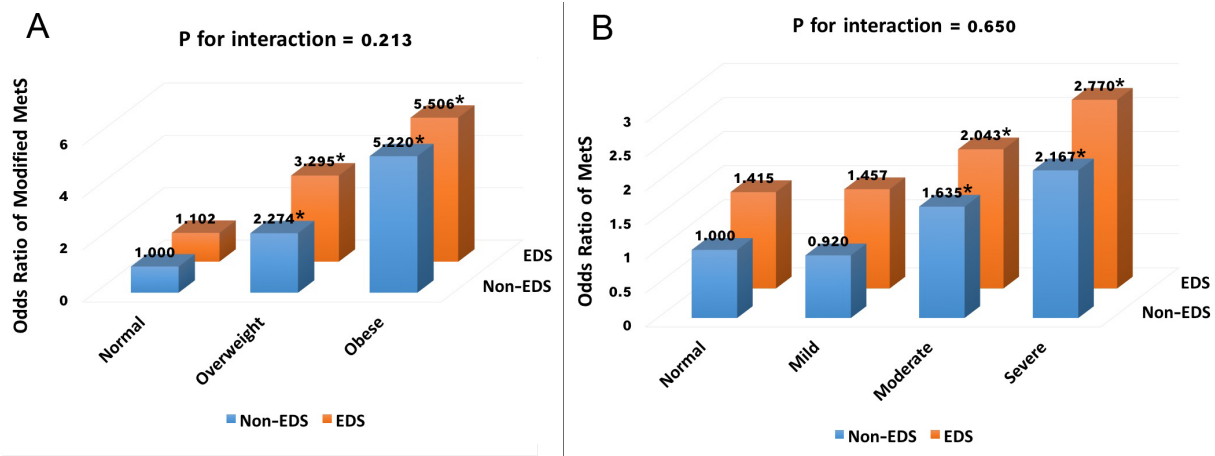 A
P for interaction = 0.213
Odds Ratio of Modified MetS
6
4
2
0
1.000
2.274*
5.220*
1.102
3.295*
5.506*
EDS
Non-EDS
Normal
Overweight
Obese
Non-EDS
EDS
B
P for interaction = 0.650
Odds Ratio of MetS
3
2.5
2
1.5
1
0.5
0
1.000
0.920
1.635*
2.167*
1.415
1.457
2.043*
2.770*
EDS
Non-EDS
Normal
Mild
Moderate
Severe
Non-EDS
EDS